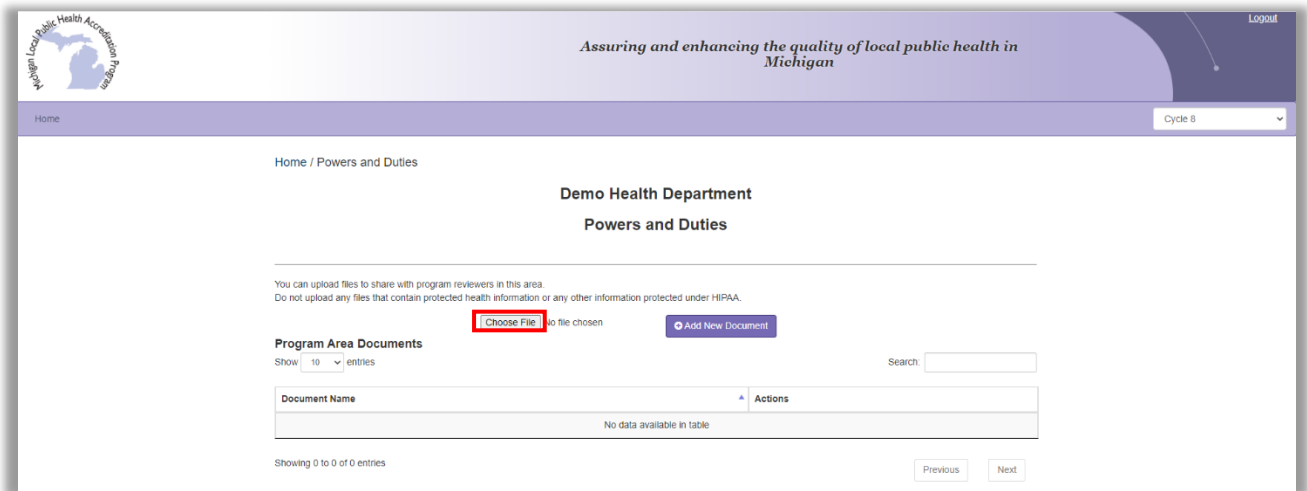 Michigan Local Public Health Accreditation Program
Logout
Assuring and enhancing the quality of local public health in
Michigan
Home
Cycle 8
Home / Powers and Duties
Demo Health Department
Powers and Duties
You can upload files to share with program reviewers in this area.
Do not upload any files that contain protected health information or any other information protected under HIPAA.
Choose File No file chosen
Add New Document
Program Area Documents
Show 10 entries
Search:
Document Name Actions
No data available in table
Showing 0 to 0 of 0 entries
Previous Next